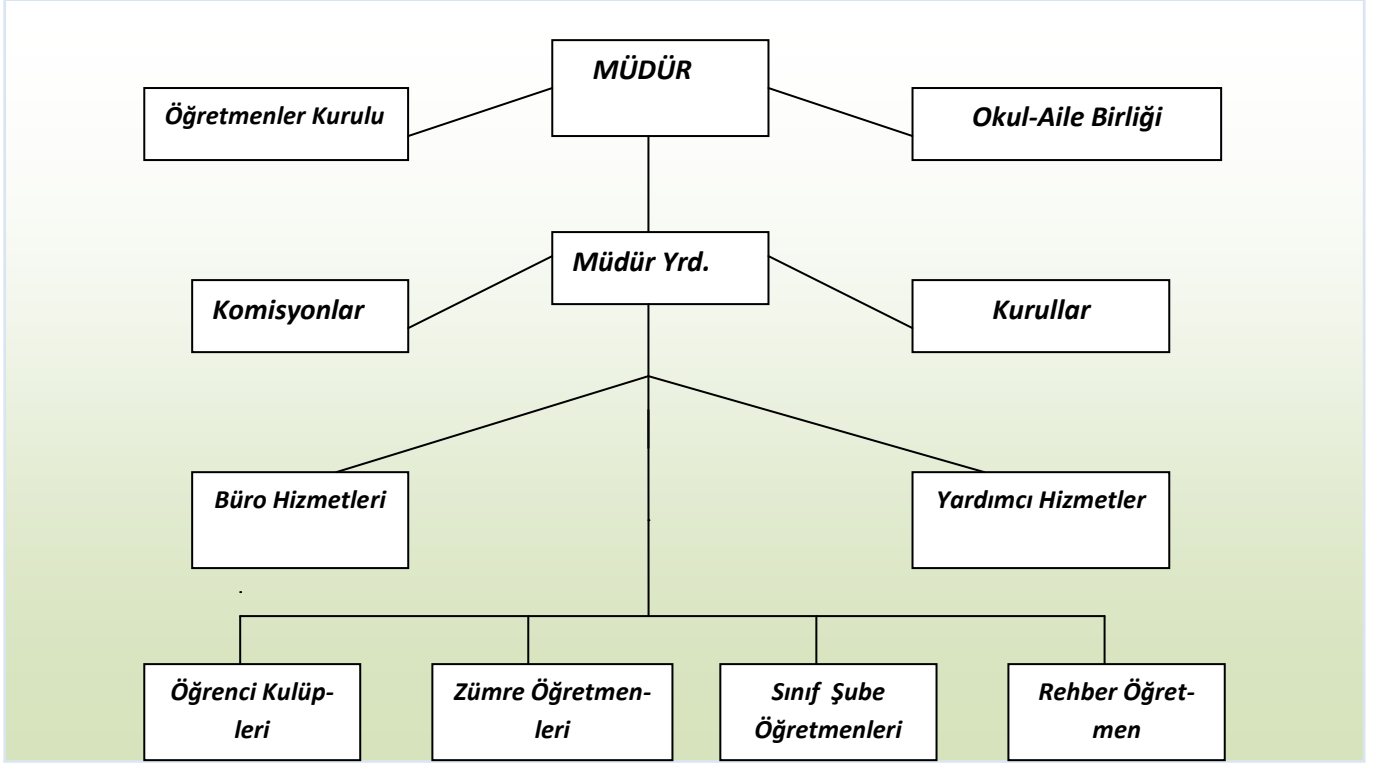 MÜDÜR
Öğretmenler Kurulu
Okul-Aile Birliği
Müdür Yrd.
Komisyonlar
Kurullar
Büro Hizmetleri
Yardımcı Hizmetler
Öğrenci Kulüp-
leri
Zümre Öğretmen-
leri
Sınıf Şube
Öğretmenleri
Rehber Öğret-
men